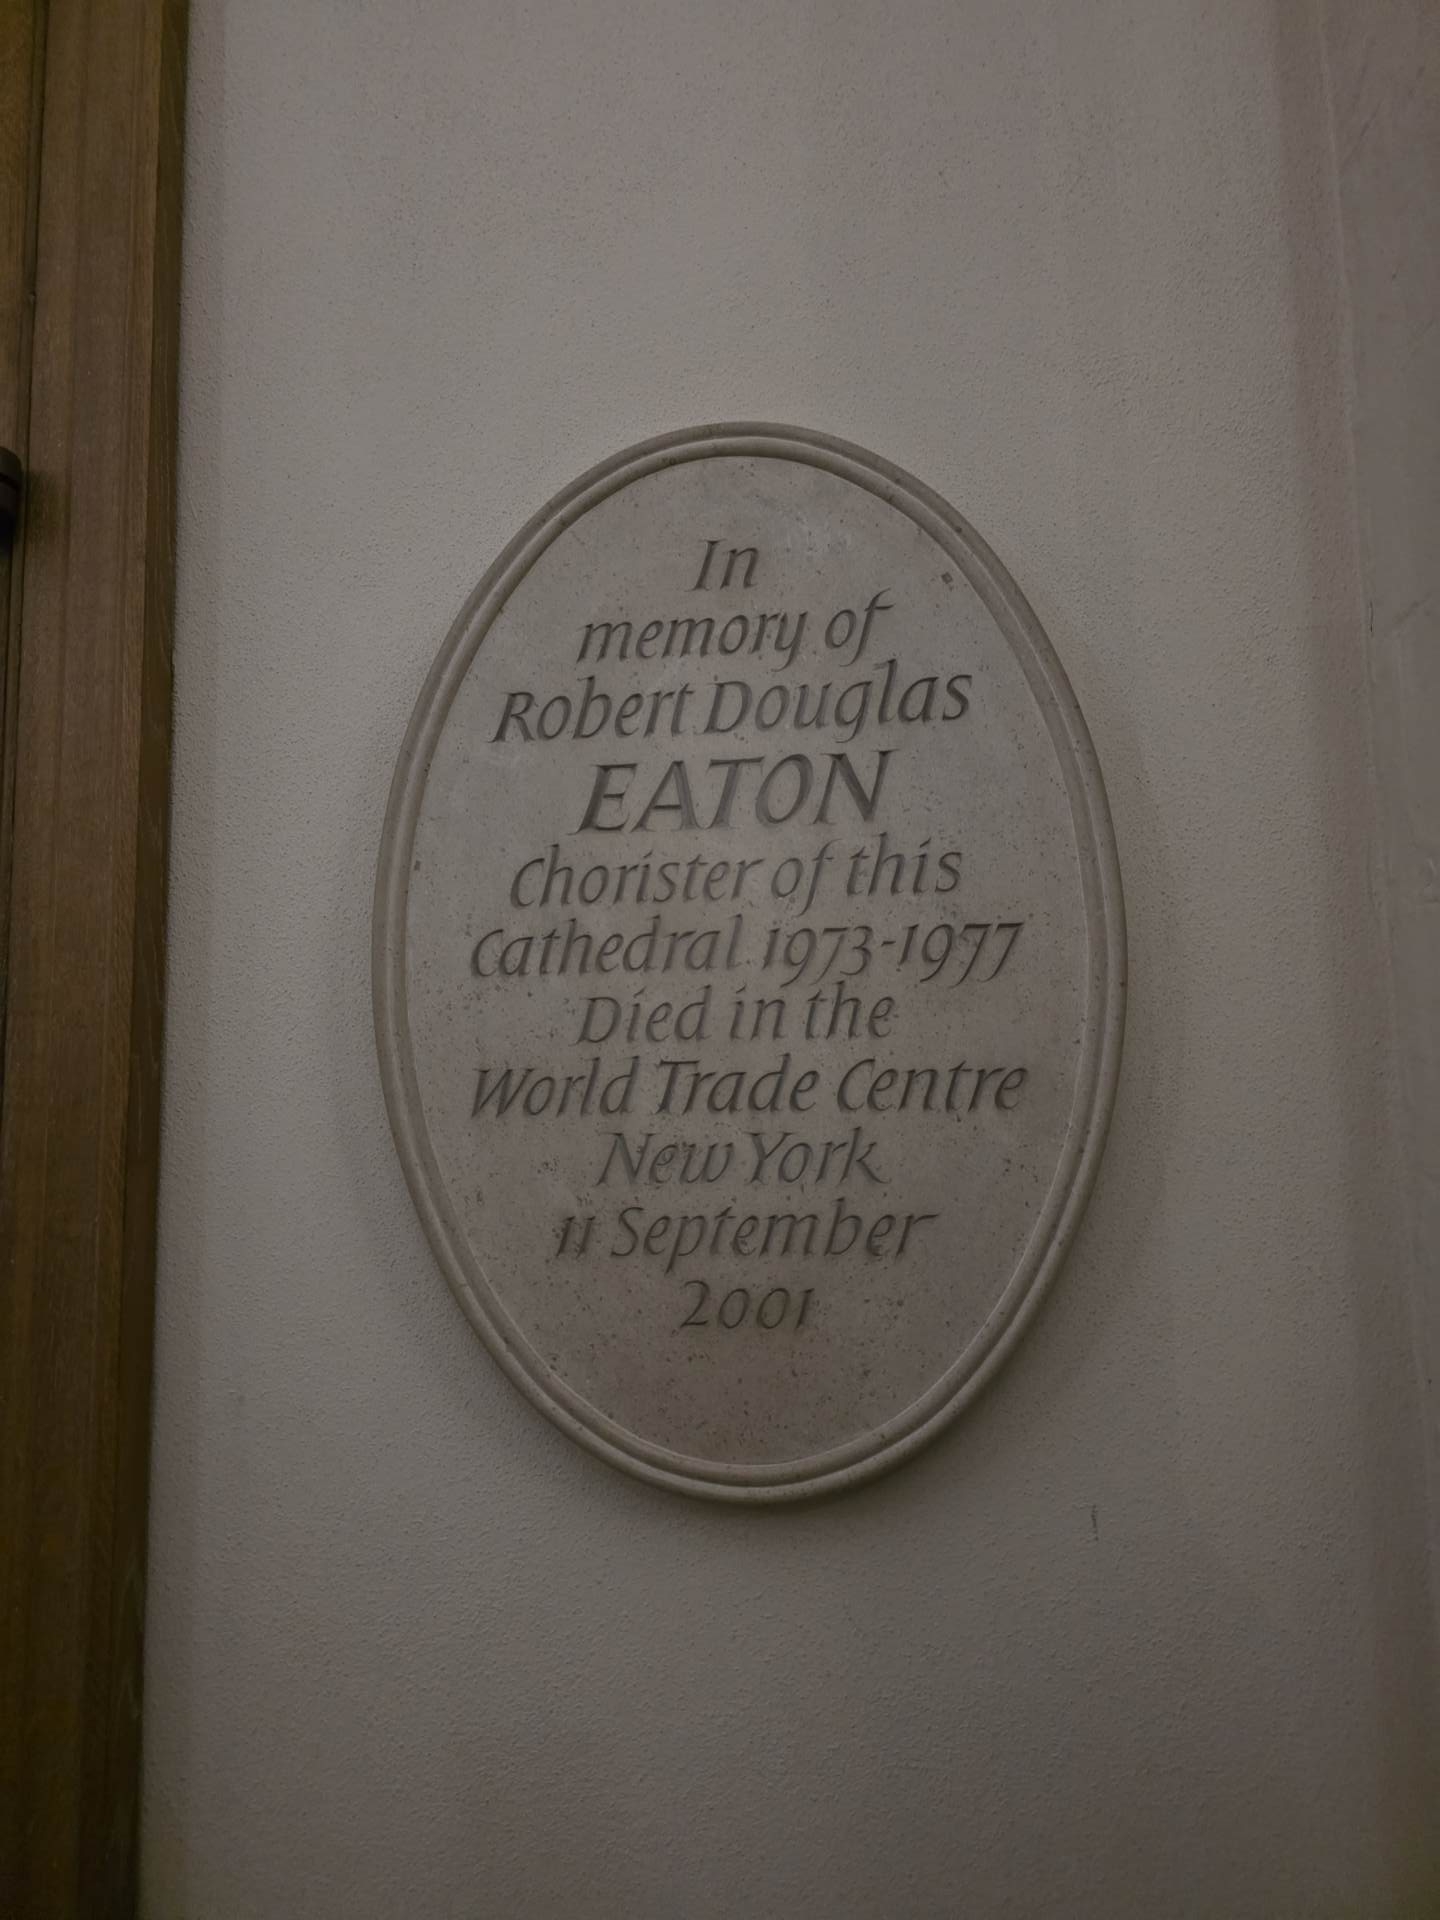 In
memory of
Robert Douglas
EATON
Chorister of this
Cathedral 1973-1977
Died in the
World Trade Centre
New York
11 September
2001